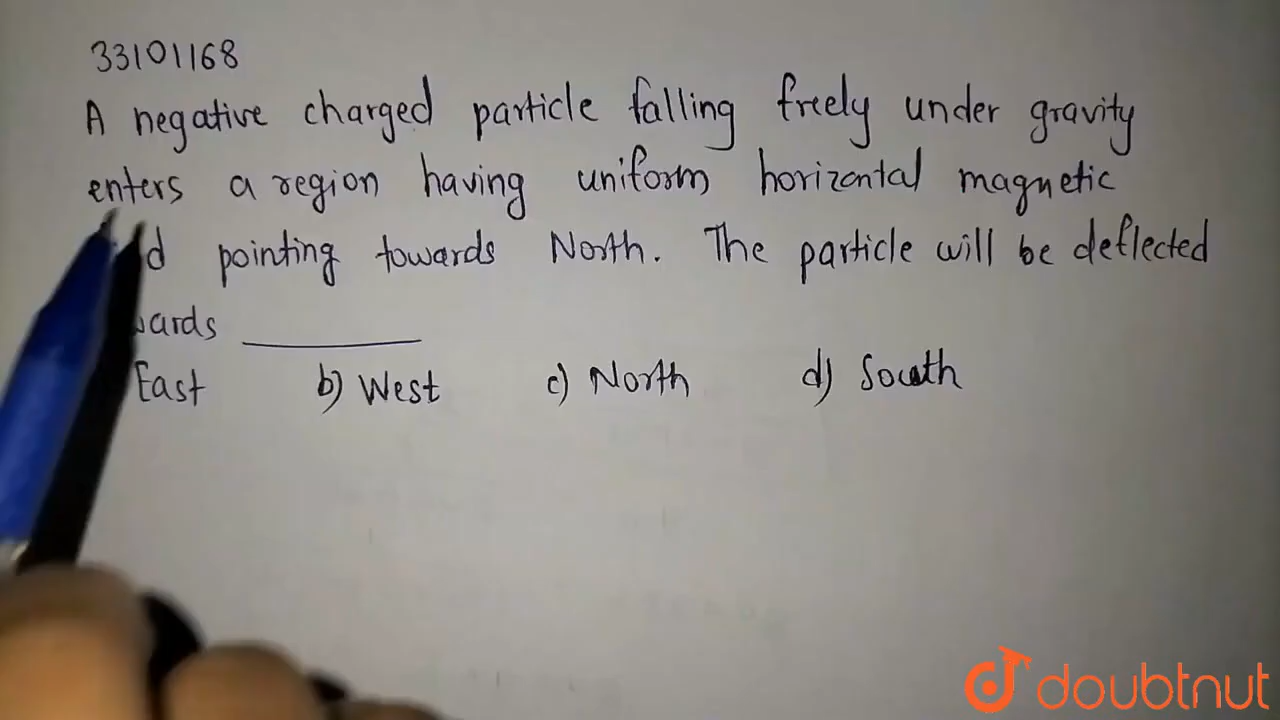 33101168
A negative charged particle falling freely under gravity
enters a region having uniform horizontal magnetic
d pointing towards North. The particle will be deflected
wards
East b) West c) North d) South
doubtnut